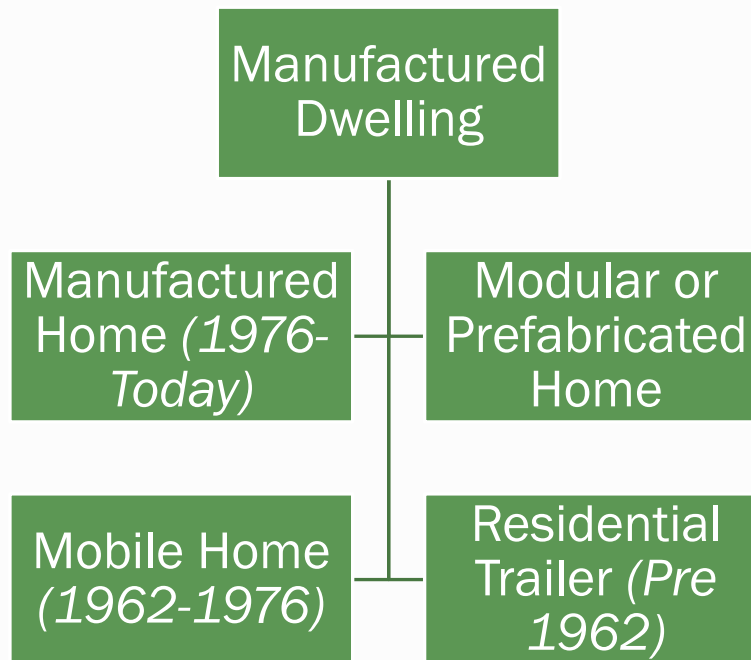 Manufactured
Dwelling
Manufactured
Home (1976-
Today)
Modular or
Prefabricated
Home
Mobile Home
(1962-1976)
Residential
Trailer (Pre
1962)